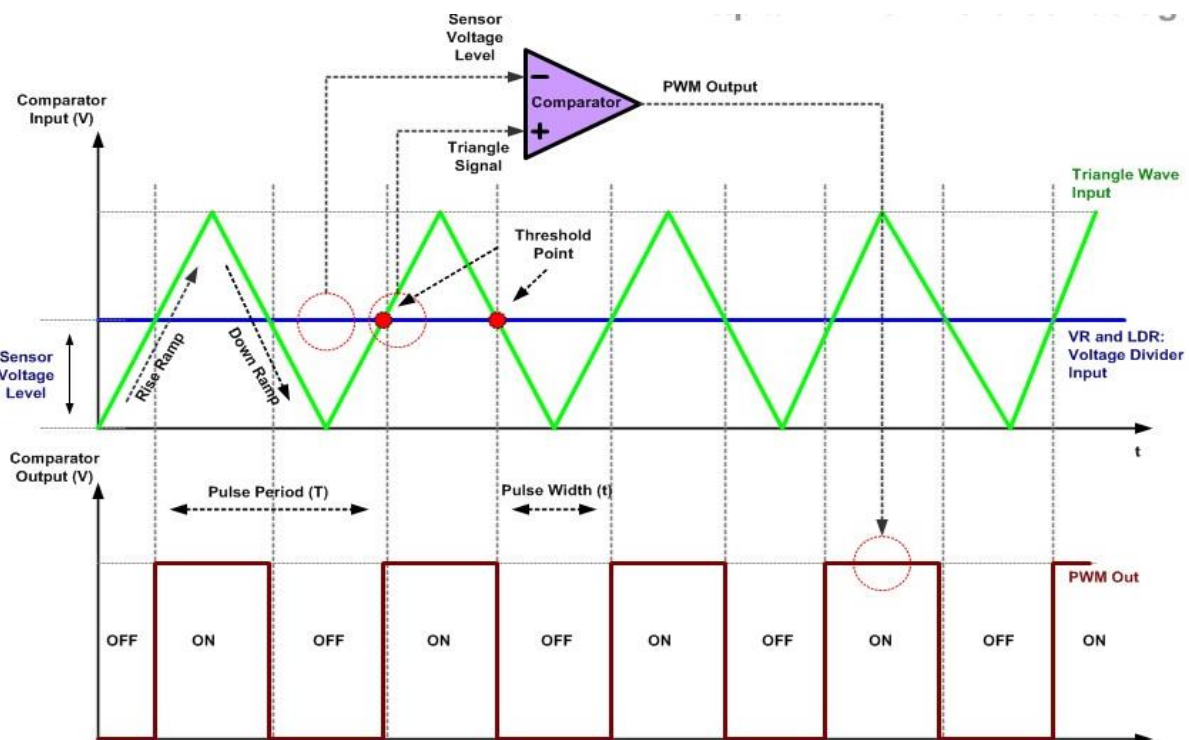 Sensor
Voltage
Level
Comparator
Input (V)
−
Comparator
+
PWM Output
Triangle
Signal
Triangle Wave
Input
Threshold
Point
Sensor
Voltage
Level
Rise Ramp
Down Ramp
VR and LDR:
Voltage Divider
Input
t
Comparator
Output (V)
Pulse Period (T)
Pulse Width (t)
PWM Out
OFF
ON
OFF
ON
OFF
ON
OFF
ON
OFF
ON